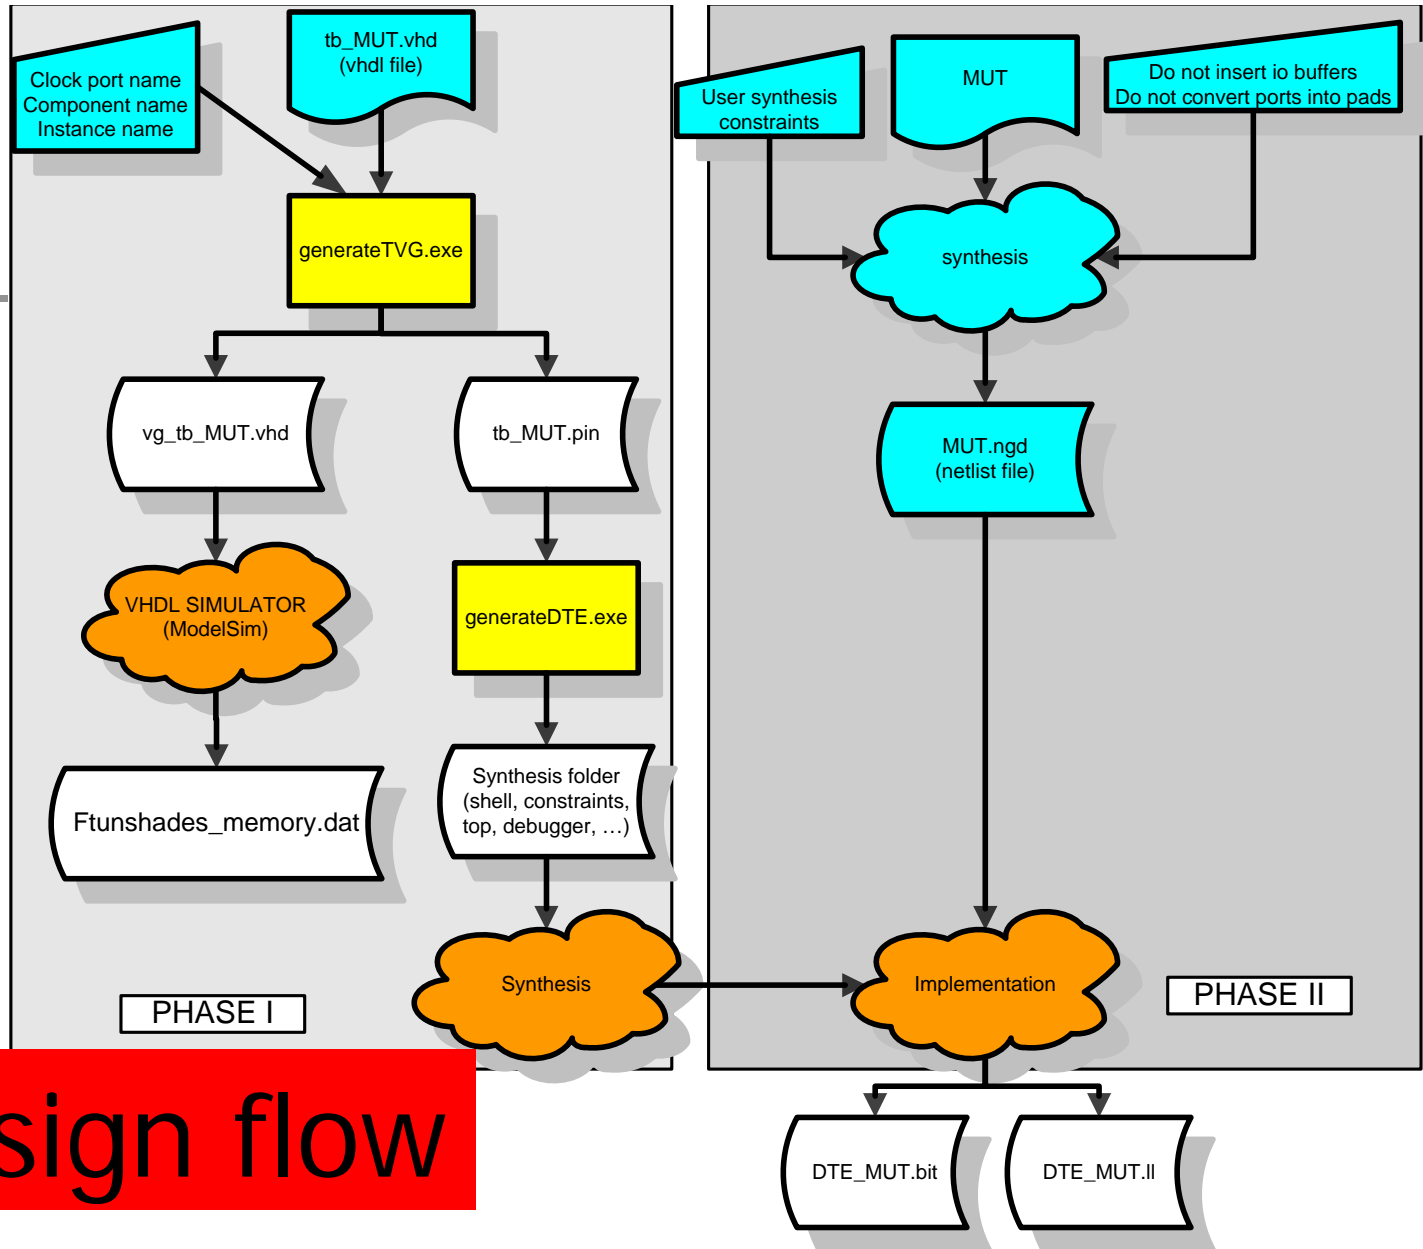 Clock port name
Component name
Instance name
tb_MUT.vhd
(vhdl file)
generateTVG.exe
vg_tb_MUT.vhd
tb_MUT.pin
VHDL SIMULATOR
(ModelSim)
generateDTE.exe
Ftunshades_memory.dat
Synthesis folder
(shell, constraints,
top, debugger, …)
Synthesis
PHASE I
User synthesis
constraints
MUT
Do not insert io buffers
Do not convert ports into pads
synthesis
MUT.ngd
(netlist file)
Implementation
PHASE II
sign flow
DTE_MUT.bit
DTE_MUT.ll